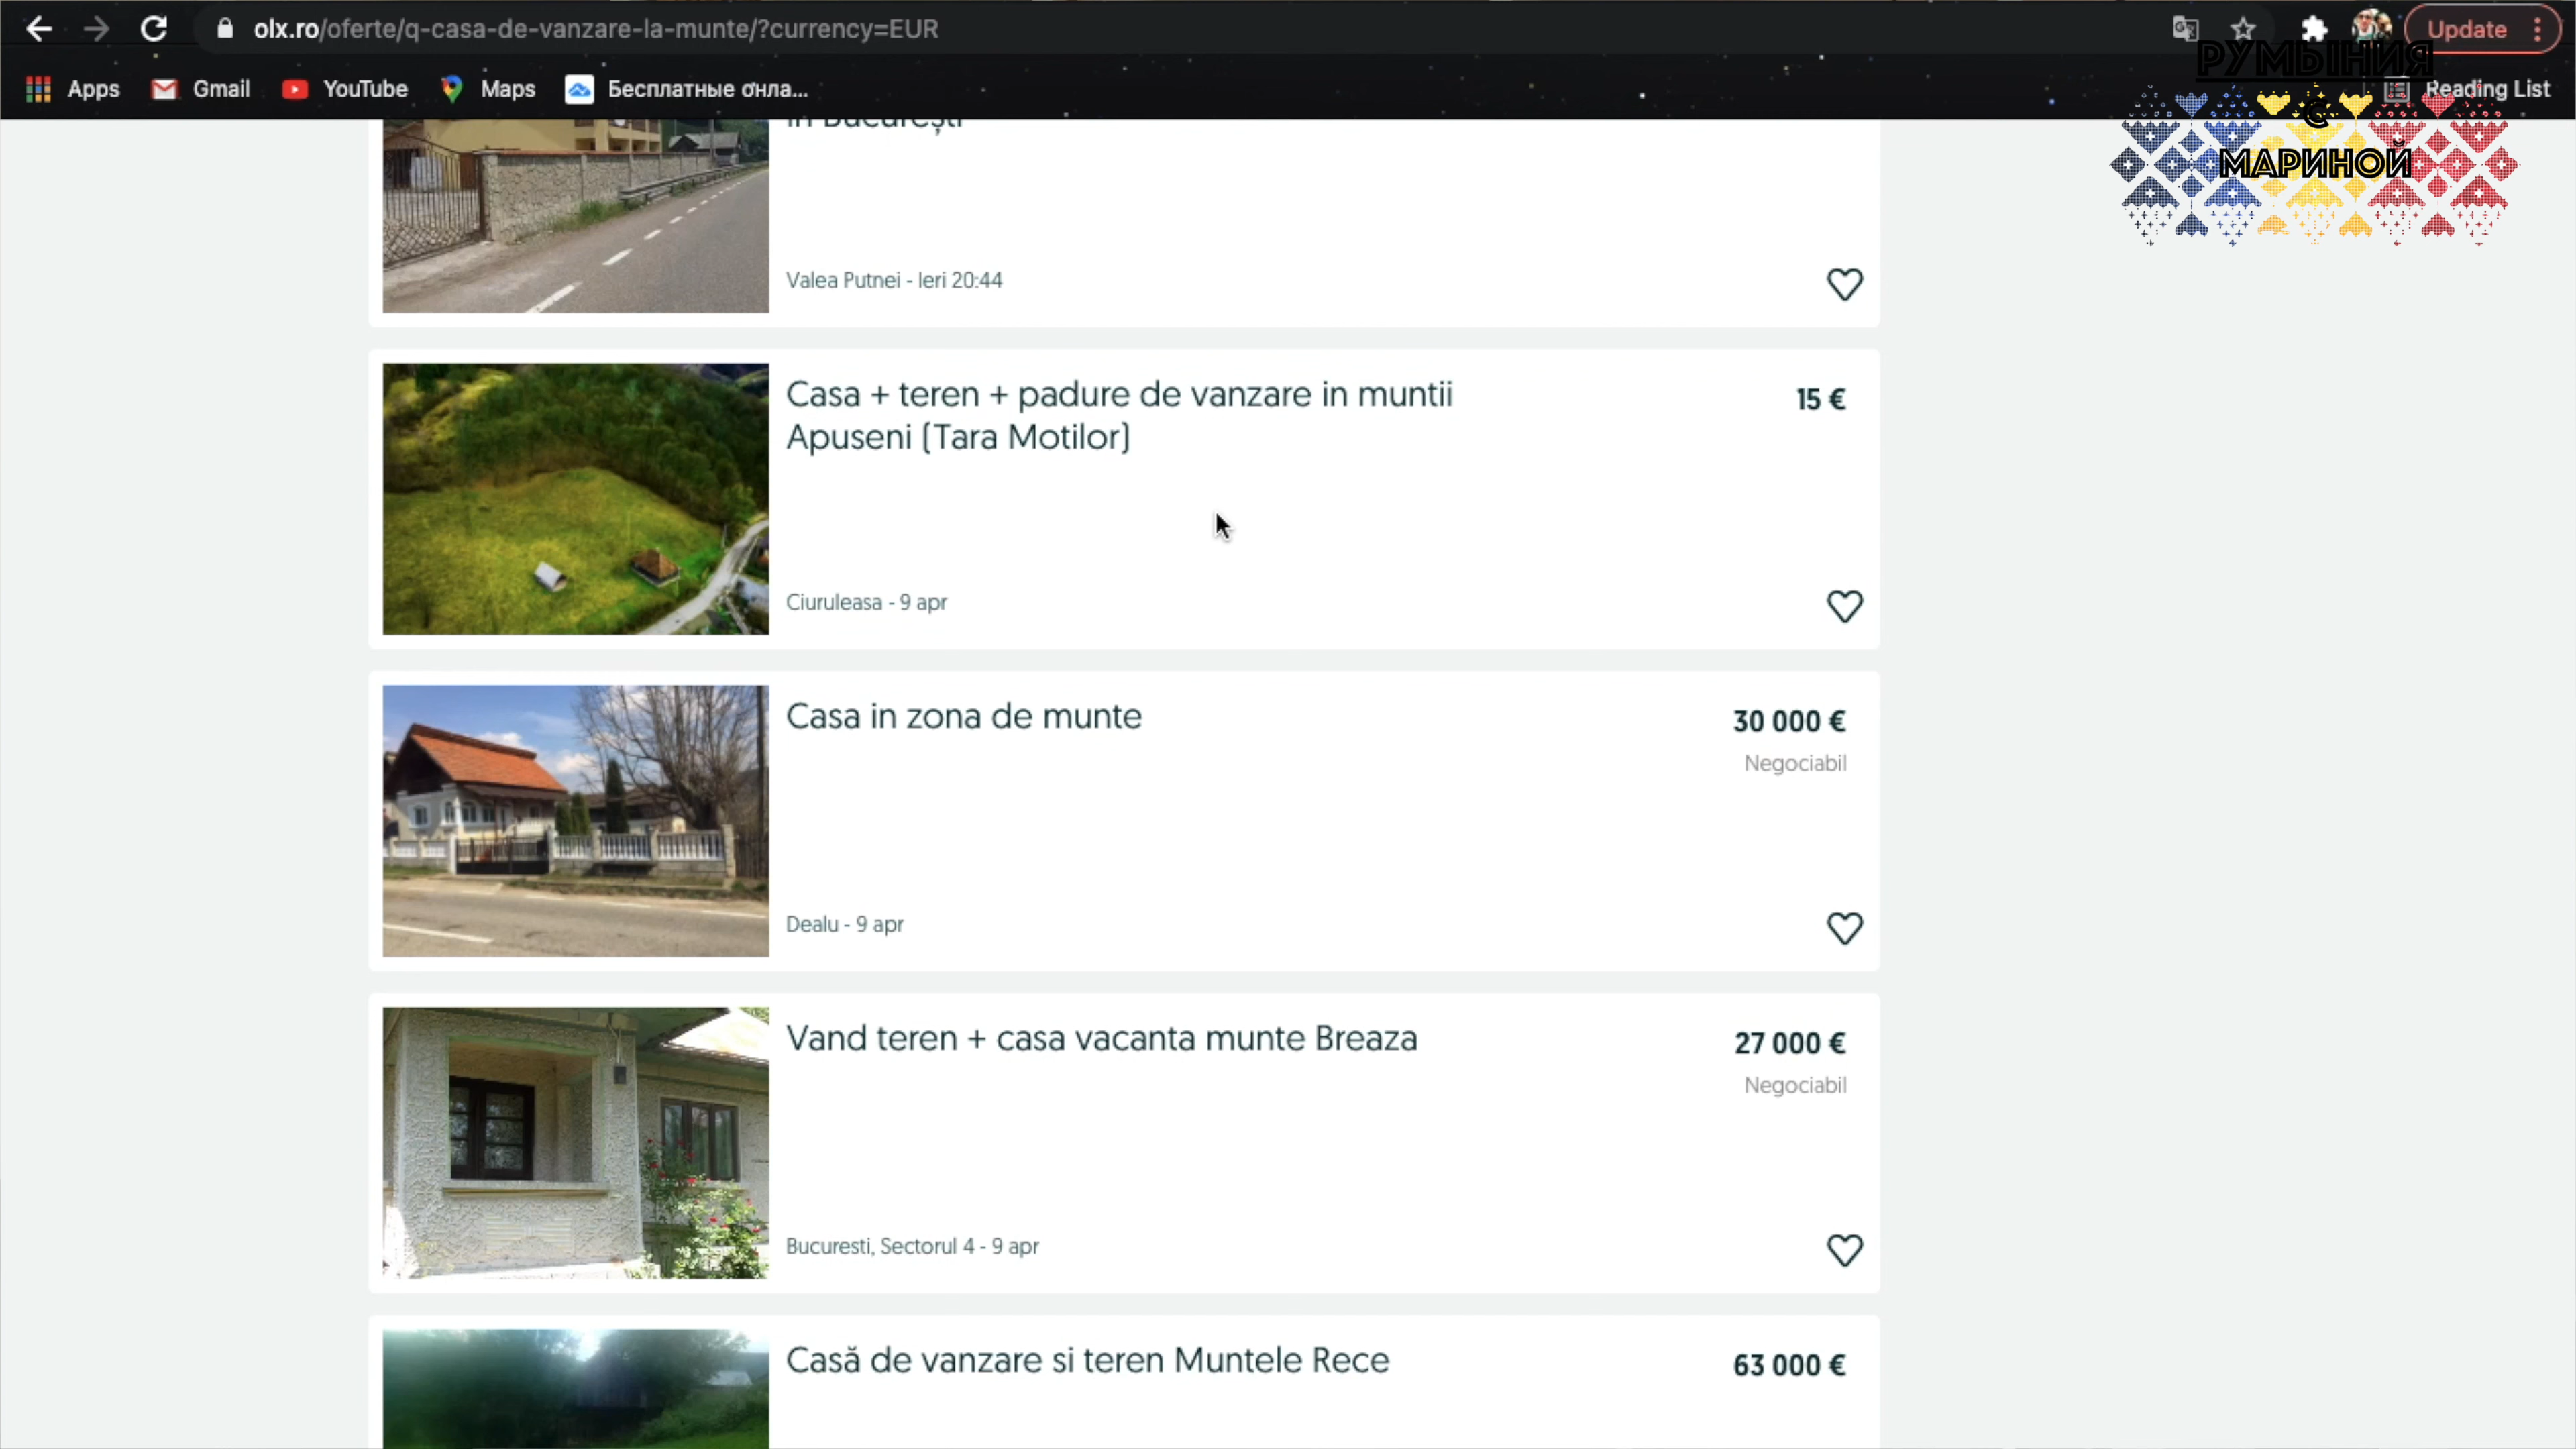 olx.ro/oferte/q-casa-de-vanzare-la-munte/?currency=EUR
Update
Apps
Gmail
YouTube
Maps
Бесплатные онла...
Reading List
РУМЫНИЯ
С
МАРИНОЙ
în București
Valea Putnei - Ieri 20:44
Casa + teren + padure de vanzare in muntii
Apuseni (Tara Motilor)
15 €
Ciuruleasa - 9 apr
Casa in zona de munte
30 000 €
Negociabil
Dealu - 9 apr
Vand teren + casa vacanta munte Breaza
27 000 €
Negociabil
Bucuresti, Sectorul 4 - 9 apr
Casă de vanzare si teren Muntele Rece
63 000 €